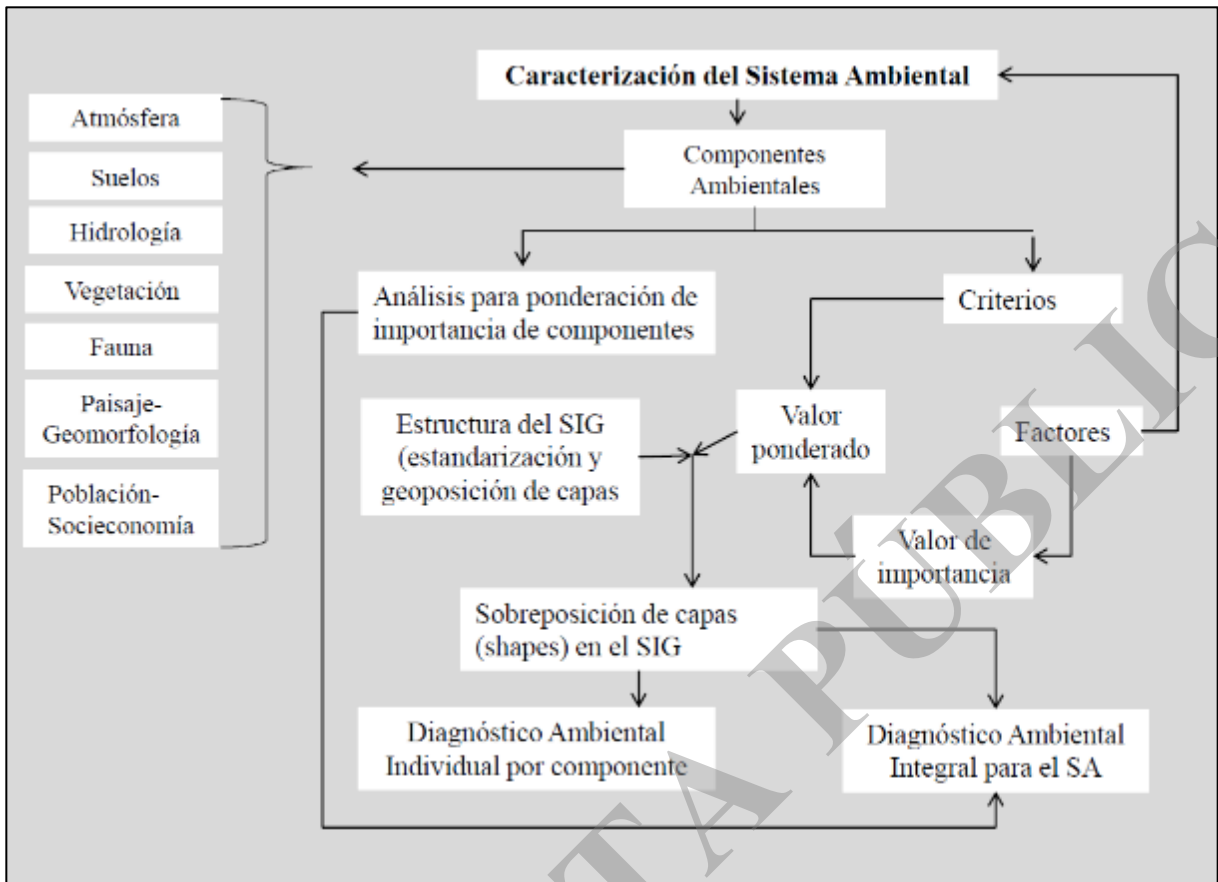 Caracterización del Sistema Ambiental
Atmósfera
Suelos
Hidrología
Vegetación
Fauna
Paisaje-
Geomorfología
Población-
Socieconomía
Componentes
Ambientales
Análisis para ponderación de
importancia de componentes
Criterios
Estructura del SIG
(estandarización y
geoposición de capas
Valor
ponderado
Factores
Valor de
importancia
Sobreposición de capas
(shapes) en el SIG
Diagnóstico Ambiental
Individual por componente
Diagnóstico Ambiental
Integral para el SA
TA PÚBLIC